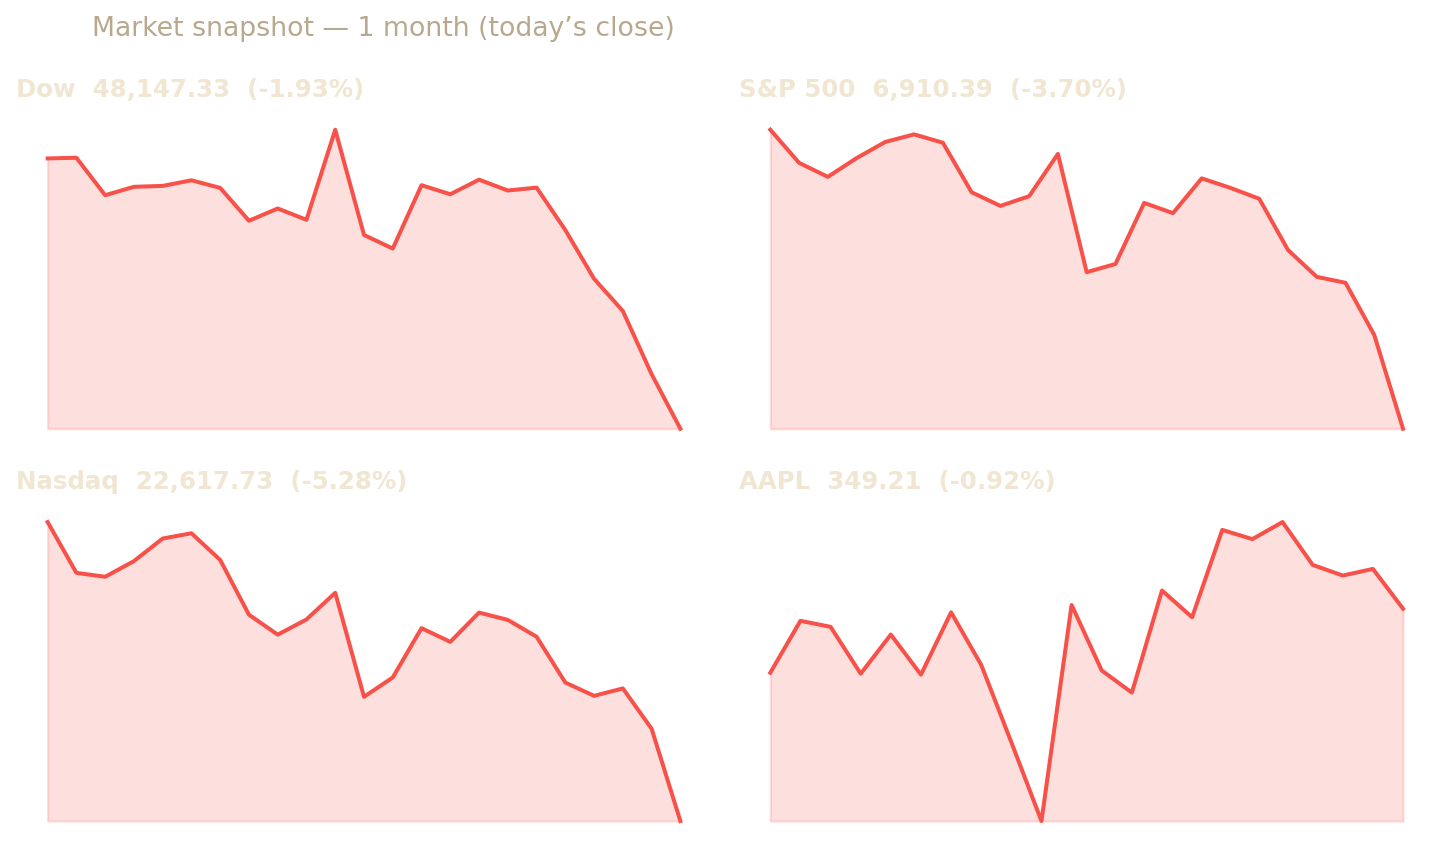 Market snapshot — 1 month (today’s close)
Dow 48,147.33 (-1.93%)
S&P 500 6,910.39 (-3.70%)
Nasdaq 22,617.73 (-5.28%)
AAPL 349.21 (-0.92%)